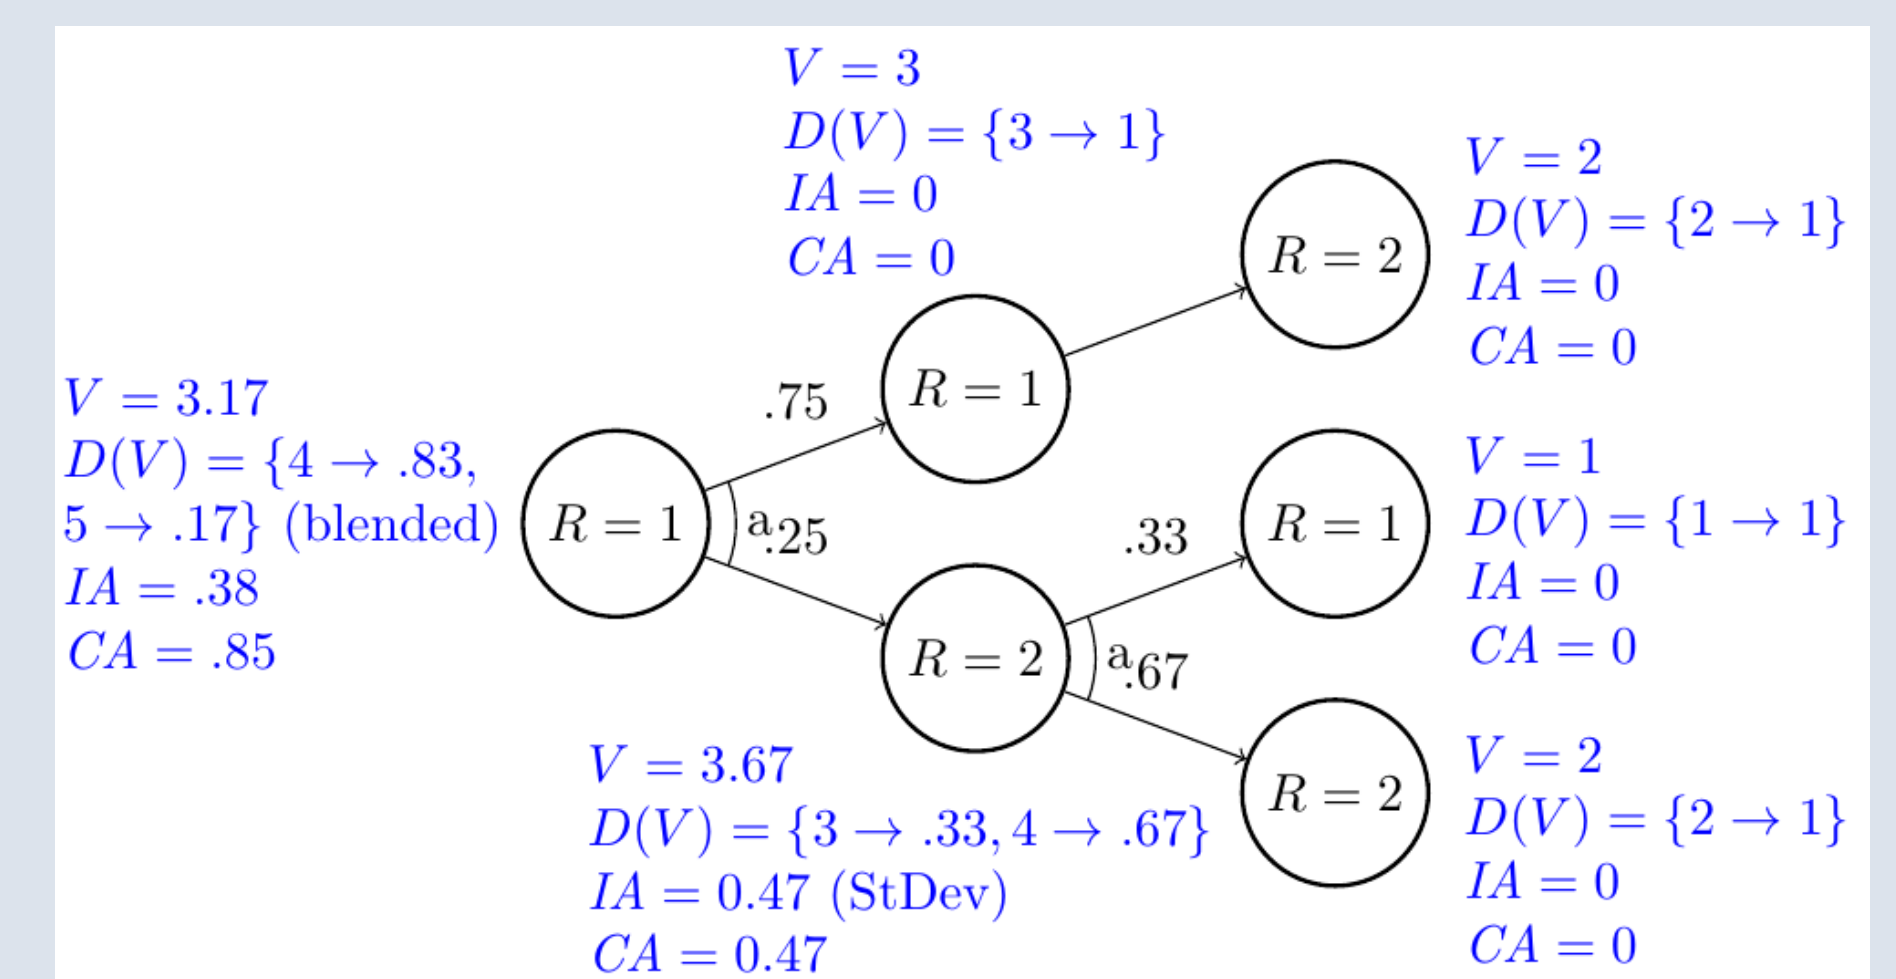 V = 3
D(V) = {3 → 1}
IA = 0
CA = 0
V = 2
D(V) = {2 → 1}
IA = 0
CA = 0
R = 2
R = 1
.75
V = 3.17
D(V) = {4 → .83,
5 → .17} (blended)
IA = .38
CA = .85
R = 1
a
.25
.33
R = 1
V = 1
D(V) = {1 → 1}
IA = 0
CA = 0
R = 2
a
.67
V = 3.67
D(V) = {3 → .33, 4 → .67}
IA = 0.47 (StDev)
CA = 0.47
R = 2
V = 2
D(V) = {2 → 1}
IA = 0
CA = 0